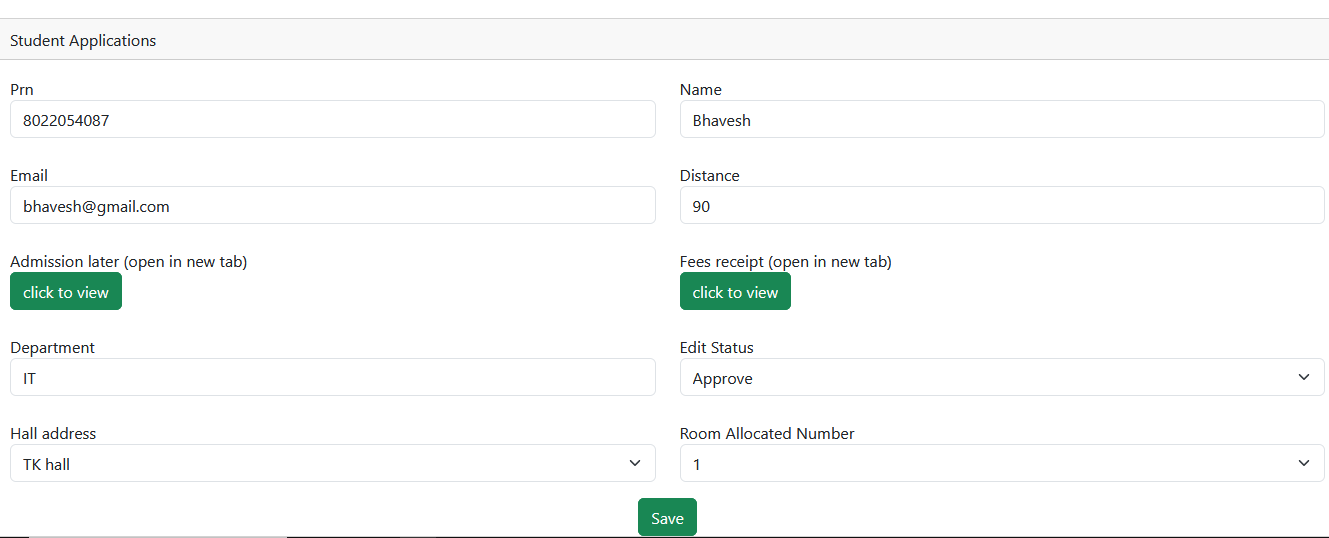 Student Applications
Prn
Name
8022054087
Bhavesh
Email
Distance
bhavesh@gmail.com
90
Admission later (open in new tab)
Fees receipt (open in new tab)
click to view
click to view
Department
Edit Status
IT
Approve
Hall address
Room Allocated Number
TK hall
1
Save